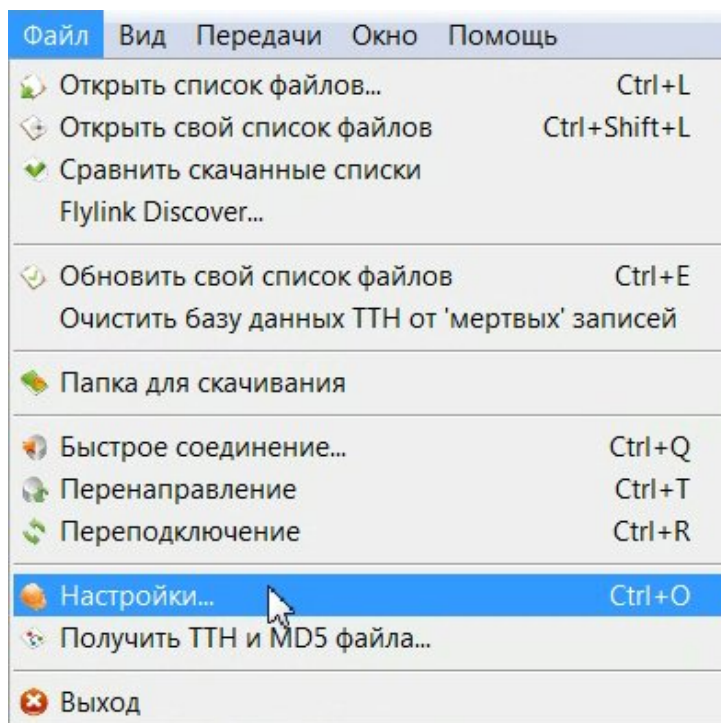 Файл Вид Передачи Окно Помощь
Открыть список файлов... Ctrl+L
Открыть свой список файлов Ctrl+Shift+L
Сравнить скачанные списки
Flylink Discover...
Обновить свой список файлов Ctrl+E
Очистить базу данных TTH от 'мертвых' записей
Папка для скачивания
Быстрое соединение... Ctrl+Q
Перенаправление Ctrl+T
Переподключение Ctrl+R
Настройки... Ctrl+O
Получить TTH и MD5 файла...
Выход